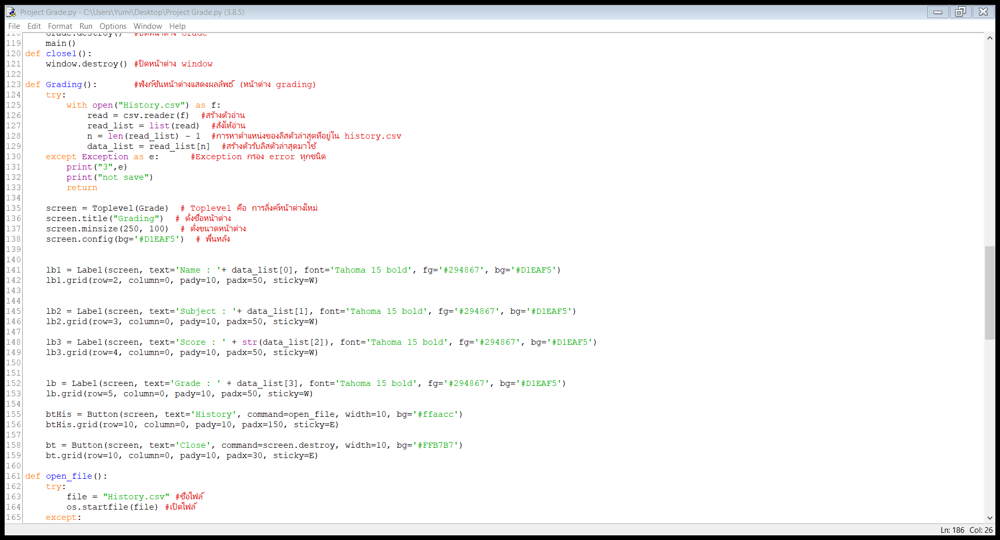 Project Grade.py - C:\Users\Yumi\Desktop\Project Grade.py (3.8.5)
File Edit Format Run Options Window Help
118     Grade.destroy()  #ปิดหน้าต่าง Grade
119     main()
120 def close1():
121     window.destroy() #ปิดหน้าต่าง window
122
123 def Grading():       #ฟังก์ชันหน้าต่างแสดงผลลัพธ์ (หน้าต่าง grading)
124     try:
125         with open("History.csv") as f:
126             read = csv.reader(f)  #สร้างตัวอ่าน
127             read_list = list(read)  #สั่งให้อ่าน
128             n = len(read_list) - 1  #การหาตำแหน่งของลิสตัวล่าสุดที่อยู่ใน history.csv
129             data_list = read_list[n]  #สร้างตัวรับลิสตัวล่าสุดมาใช้
130     except Exception as e:      #Exception กรอง error ทุกชนิด
131         print("3",e)
132         print("not save")
133         return
134
135     screen = Toplevel(Grade)  # Toplevel คือ การลิ้งค์หน้าต่างใหม่
136     screen.title("Grading")  # ตั้งชื่อหน้าต่าง
137     screen.minsize(250, 100)  # ตั้งขนาดหน้าต่าง
138     screen.config(bg='#D1EAF5')  # พื้นหลัง
139
140
141     lb1 = Label(screen, text='Name : '+ data_list[0], font='Tahoma 15 bold', fg='#294867', bg='#D1EAF5')
142     lb1.grid(row=2, column=0, pady=10, padx=50, sticky=W)
143
144
145     lb2 = Label(screen, text='Subject : '+ data_list[1], font='Tahoma 15 bold', fg='#294867', bg='#D1EAF5')
146     lb2.grid(row=3, column=0, pady=10, padx=50, sticky=W)
147
148     lb3 = Label(screen, text='Score : ' + str(data_list[2]), font='Tahoma 15 bold', fg='#294867', bg='#D1EAF5')
149     lb3.grid(row=4, column=0, pady=10, padx=50, sticky=W)
150
151
152     lb = Label(screen, text='Grade : ' + data_list[3], font='Tahoma 15 bold', fg='#294867', bg='#D1EAF5')
153     lb.grid(row=5, column=0, pady=10, padx=50, sticky=W)
154
155     btHis = Button(screen, text='History', command=open_file, width=10, bg='#ffaacc')
156     btHis.grid(row=10, column=0, pady=10, padx=150, sticky=E)
157
158     bt = Button(screen, text='Close', command=screen.destroy, width=10, bg='#FFB7B7')
159     bt.grid(row=10, column=0, pady=10, padx=30, sticky=E)
160
161 def open_file():
162     try:
163         file = "History.csv" #ชื่อไฟล์
164         os.startfile(file) #เปิดไฟล์
165     except:
Ln: 186 Col: 26